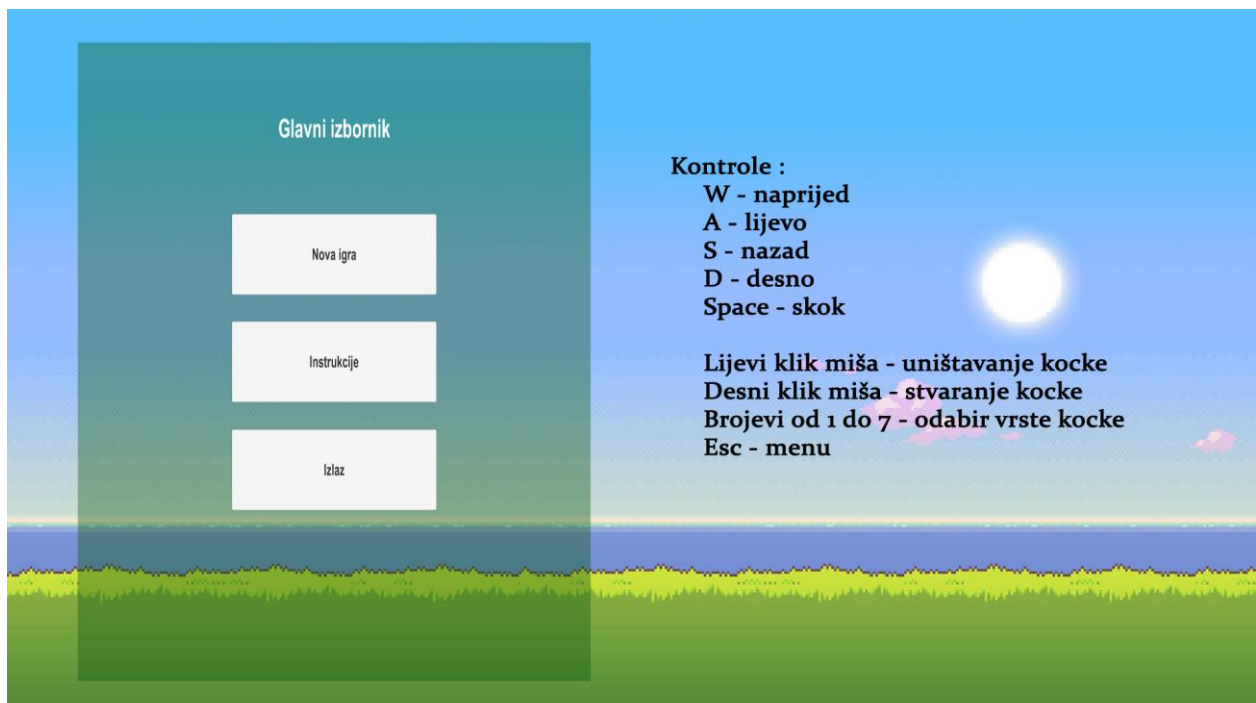 Glavni izbornik
Nova igra
Instrukcije
Izlaz
Kontrole :
W - naprijed
A - lijevo
S - nazad
D - desno
Space - skok
Lijevi klik miša - uništavanje kocke
Desni klik miša - stvaranje kocke
Brojevi od 1 do 7 - odabir vrste kocke
Esc - menu